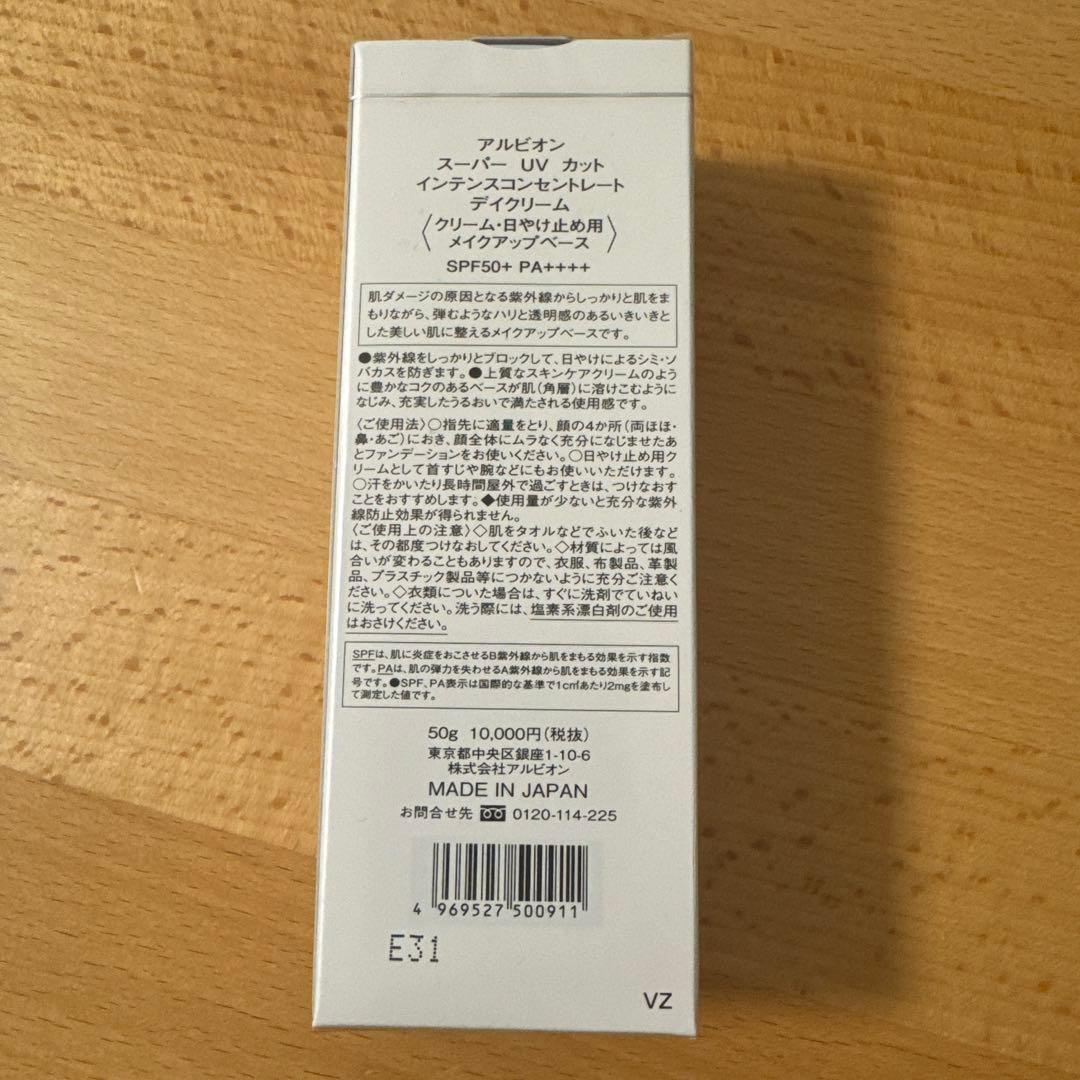 アルビオン
スーパー UV カット
インテンスコンセントレート
デイクリーム
〈クリーム・日やけ止め用
メイクアップベース〉
SPF50+ PA++++
肌ダメージの原因となる紫外線からしっかりと肌をま
もりながら、弾むようなハリと透明感のあるいきいきと
した美しい肌に整えるメイクアップベースです。
●紫外線をしっかりとブロックして、日やけによるシミ・ソ
バカスを防ぎます。●上質なスキンケアクリームのよう
に豊かなコクのあるベースが肌(角層)に溶けこむように
なじみ、充実したうるおいで満たされる使用感です。
〈ご使用法〉○指先に適量をとり、顔の4か所(両ほほ・
鼻・あご)におき、顔全体にムラなく充分になじませたあ
とファンデーションをお使いください。○日やけ止め用ク
リームとして首すじや腕などにもお使いいただけます。
○汗をかいたり長時間屋外で過ごすときは、つけなおす
ことをおすすめします。◆使用量が少ないと充分な紫外
線防止効果が得られません。
〈ご使用上の注意〉◇肌をタオルなどでふいた後など
は、その都度つけなおしてください。◇材質によっては風
合いが変わることもありますので、衣服、布製品、革製
品、プラスチック製品等につかないように充分ご注意く
ださい。◇衣類についた場合は、すぐに洗剤でていねい
に洗ってください。洗う際には、塩素系漂白剤のご使用
はおさけください。
SPFは、肌に炎症をおこさせるB紫外線から肌をまもる効果を示す指数
です。PAは、肌の弾力を失わせるA紫外線から肌をまもる効果を示す記
号です。●SPF、PA表示は国際的な基準で1c㎡あたり2mgを塗布し
て測定した値です。
50g 10,000円(税抜)
東京都中央区銀座1-10-6
株式会社アルビオン
MADE IN JAPAN
お問合せ先 0120-114-225
4 969527 500911
E31
VZ